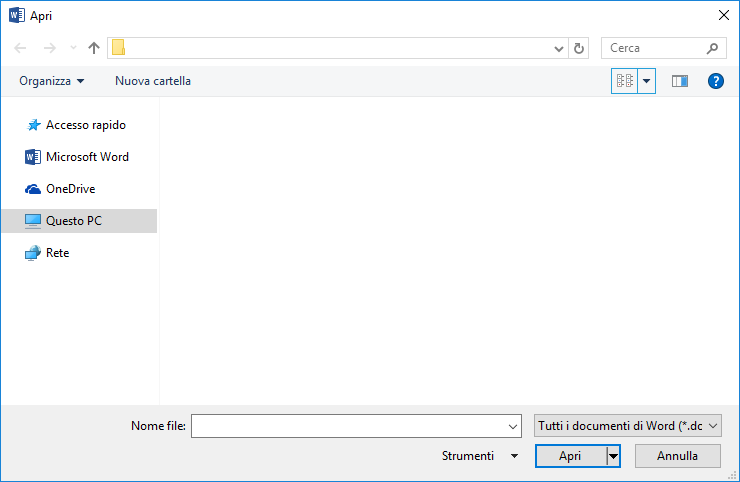 Apri
Cerca
Organizza
Nuova cartella
Accesso rapido
Microsoft Word
OneDrive
Questo PC
Rete
Nome file:
Tutti i documenti di Word (*.dc
Strumenti
Apri
Annulla